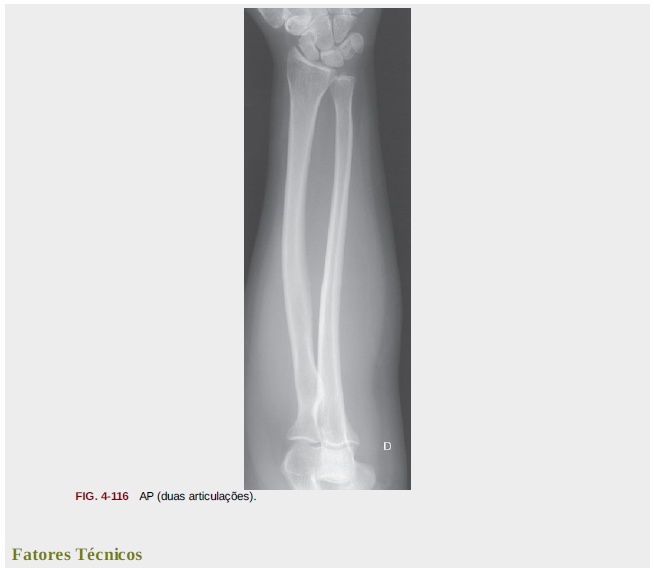 D
FIG. 4-116 AP (duas articulações).
Fatores Técnicos